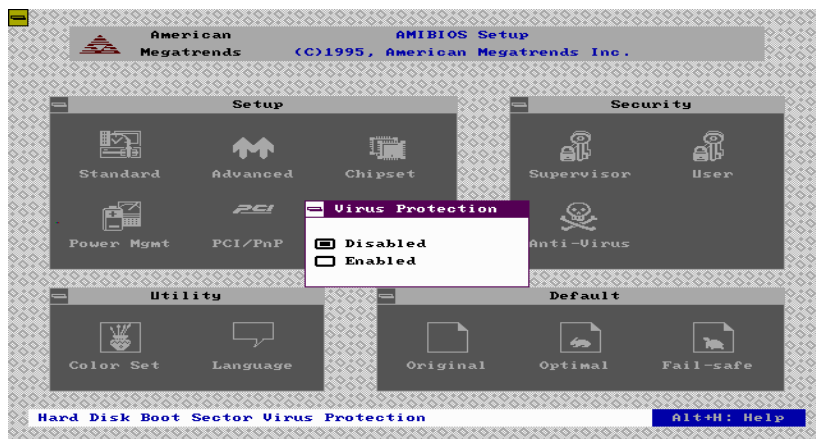 American
Megatrends
AMIBIOS Setup
(C)1995, American Megatrends Inc.
Setup
Standard
Advanced
Chipset
Power Mgmt
PCI
PCI/PnP
Security
Supervisor
User
Anti-Virus
Virus Protection
Disabled
Enabled
Utility
Color Set
Language
Default
Original
Optimal
Fail-safe
Hard Disk Boot Sector Virus Protection
Alt+H: Help